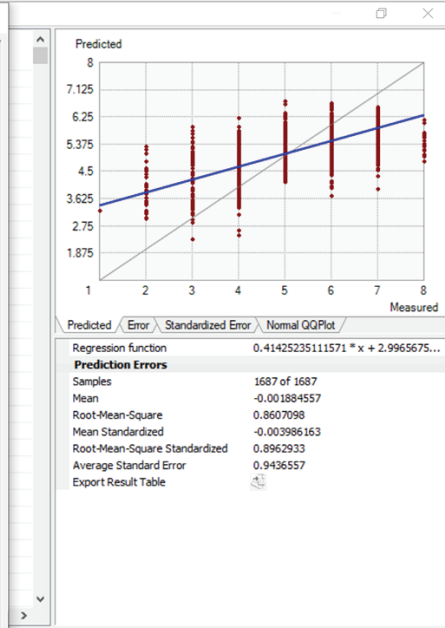 Predicted
8
7.125
6.25
5.375
4.5
3.625
2.75
1.875
1 2 3 4 5 6 7 8
Measured
Predicted Error Standardized Error Normal QQPlot
Regression function 0.41425235111571 * x + 2.9965675...
Prediction Errors
Samples 1687 of 1687
Mean -0.001884557
Root-Mean-Square 0.8607098
Mean Standardized -0.003986163
Root-Mean-Square Standardized 0.8962933
Average Standard Error 0.9436557
Export Result Table